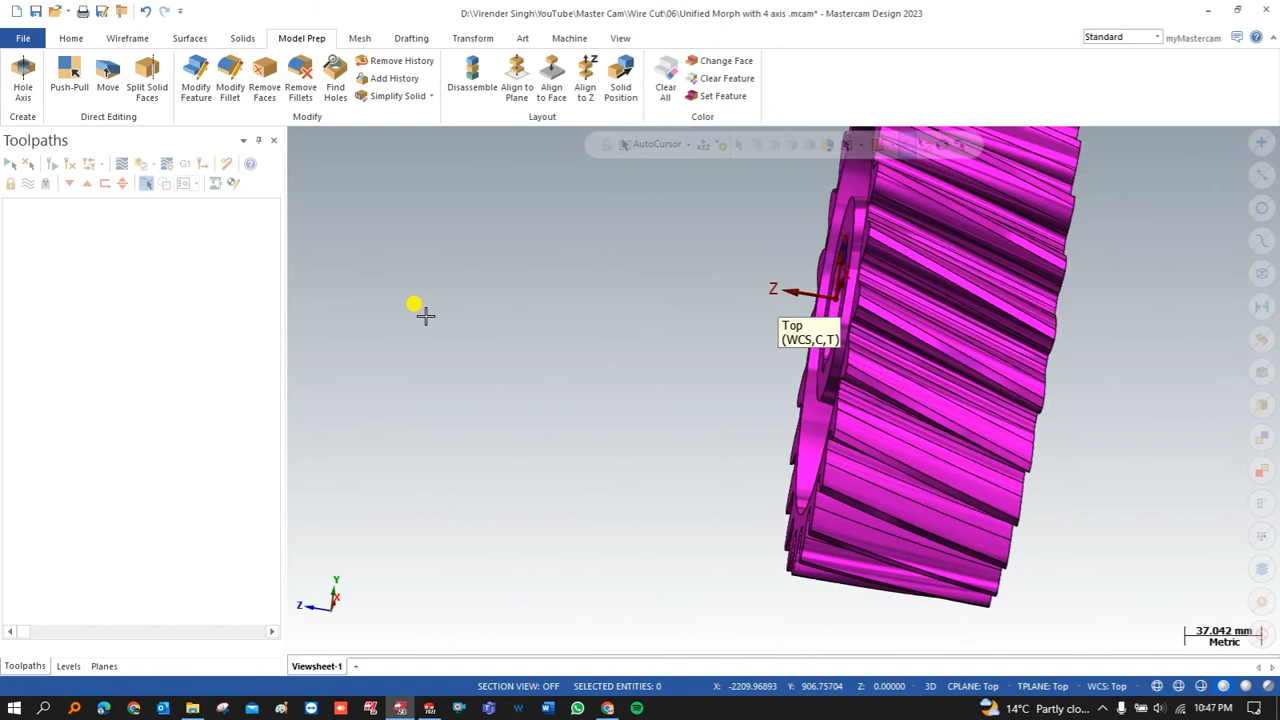 D:\Virender Singh\YouTube\Master Cam\Wire Cut\06\Unified Morph with 4 axis .mcam* - Mastercam Design 2023
File Home Wireframe Surfaces Solids Model Prep Mesh Drafting Transform Art Machine View Standard myMastercam
Hole Axis
Push-Pull
Move
Split Solid Faces
Modify Feature
Modify Fillet
Remove Faces
Remove Fillets
Find Holes
Remove History
Add History
Simplify Solid
Disassemble
Align to Plane
Align to Face
Align to Z
Solid Position
Clear All
Change Face
Clear Feature
Set Feature
Create Direct Editing Modify Layout Color
Toolpaths
G1
AutoCursor
Z
Top
(WCS,C,T)
Y
X
Z
37.042 mm
Metric
Toolpaths Levels Planes
Viewsheet-1 +
SECTION VIEW: OFF SELECTED ENTITIES: 0 X: -2209.96893 Y: 906.75704 Z: 0.00000 3D CPLANE: Top TPLANE: Top WCS: Top
14°C Partly clo... 10:47 PM